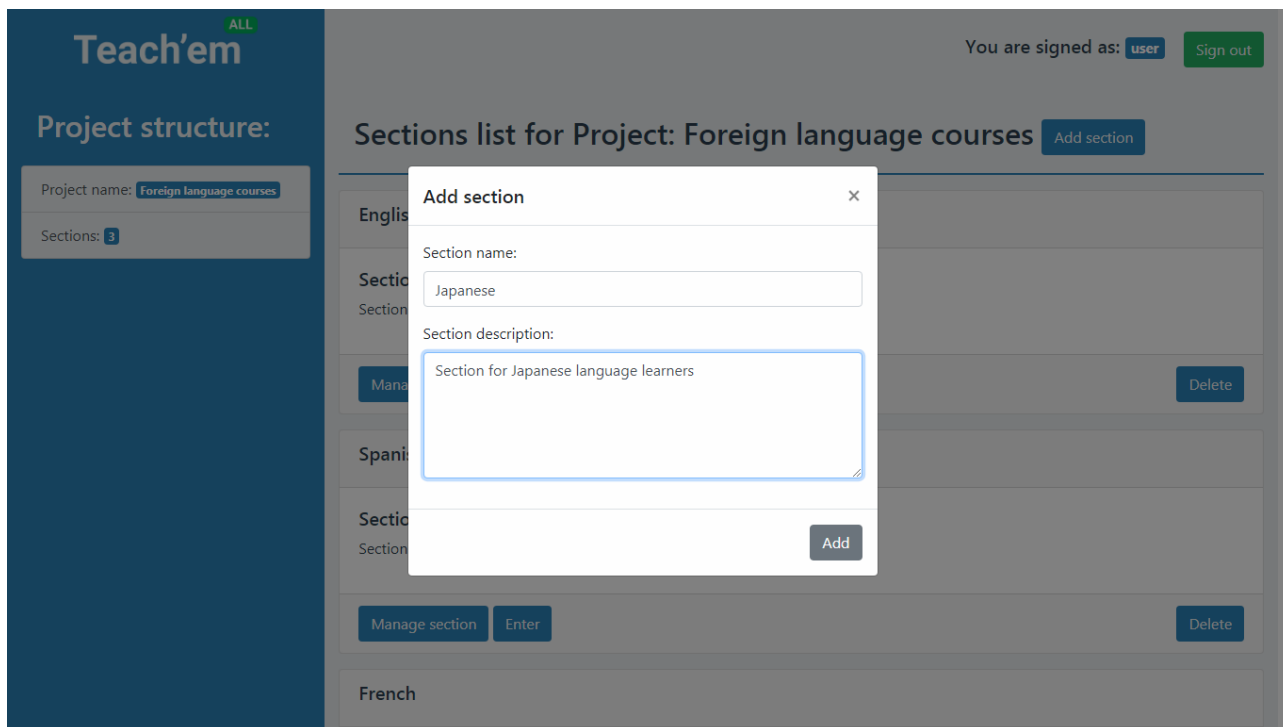 ALL
Teach'em
You are signed as: user Sign out
Project structure:
Project name: Foreign language courses
Sections: 3
Sections list for Project: Foreign language courses Add section
Add section ×
Section name:
Japanese
Section description:
Section for Japanese language learners
Add
Section
Delete
Section
Manage section Enter Delete
French